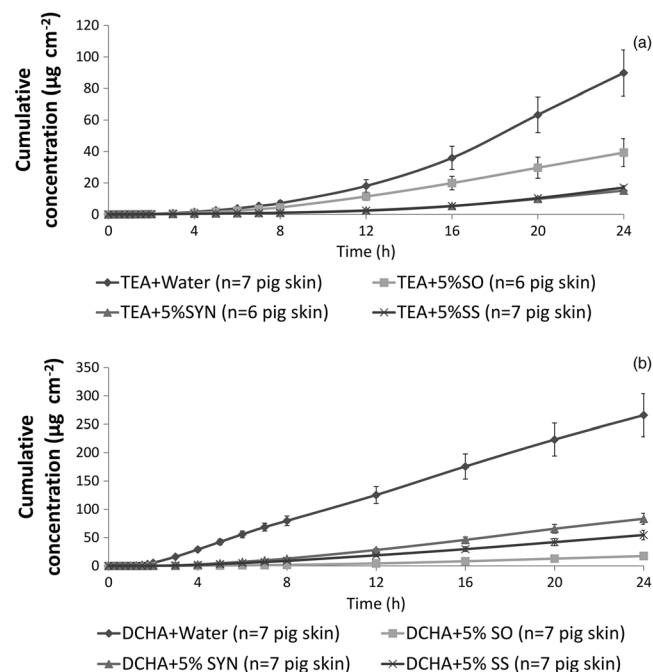 (a)
Cumulative
concentration (µg cm⁻²)
120
100
80
60
40
20
0
0 4 8 12 16 20 24
Time (h)
TEA+Water (n=7 pig skin) TEA+5%SO (n=6 pig skin)
TEA+5%SYN (n=6 pig skin) TEA+5%SS (n=7 pig skin)
(b)
Cumulative
concentration (µg cm⁻²)
350
300
250
200
150
100
50
0
0 4 8 12 16 20 24
Time (h)
DCHA+Water (n=7 pig skin) DCHA+5% SO (n=7 pig skin)
DCHA+5% SYN (n=7 pig skin) DCHA+5% SS (n=7 pig skin)